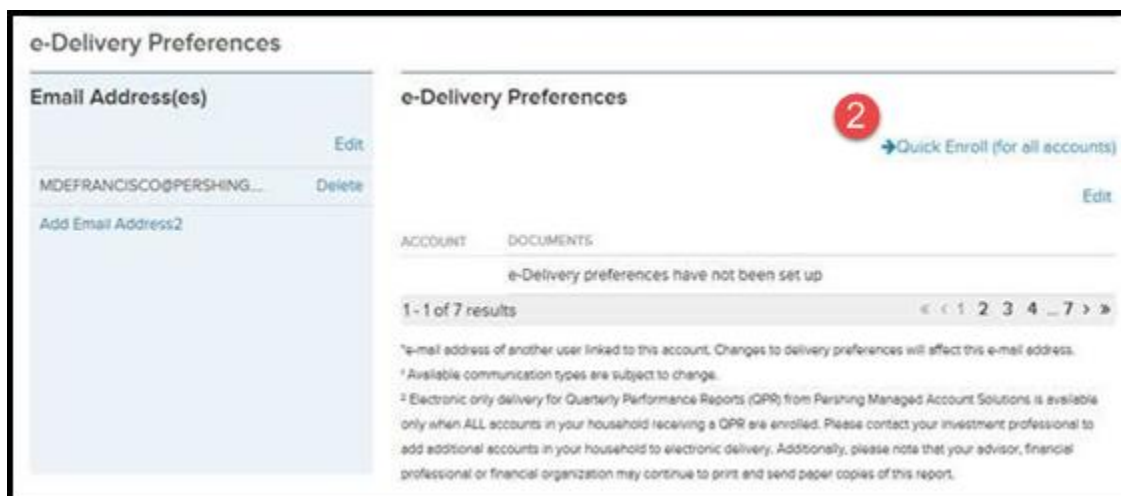 e-Delivery Preferences
Email Address(es)
Edit
MDEFRANCISCO@PERSHING...
Delete
Add Email Address2
e-Delivery Preferences
2
→Quick Enroll (for all accounts)
Edit
ACCOUNT DOCUMENTS
e-Delivery preferences have not been set up
1 - 1 of 7 results « ‹ 1 2 3 4 ... 7 › »
*e-mail address of another user linked to this account. Changes to delivery preferences will affect this e-mail address.
¹ Available communication types are subject to change.
² Electronic only delivery for Quarterly Performance Reports (QPR) from Pershing Managed Account Solutions is available
only when ALL accounts in your household receiving a QPR are enrolled. Please contact your investment professional to
add additional accounts in your household to electronic delivery. Additionally, please note that your advisor, financial
professional or financial organization may continue to print and send paper copies of this report.